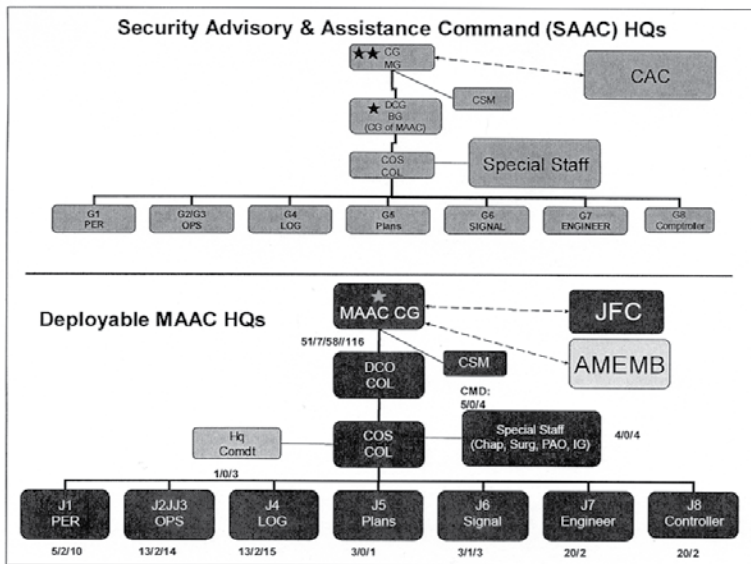 Security Advisory & Assistance Command (SAAC) HQs
CG
MG
CAC
CSM
DCG
BG
(CG of MAAC)
COS
COL
Special Staff
G1
PER
G2/G3
OPS
G4
LOG
G5
Plans
G6
SIGNAL
G7
ENGINEER
G8
Comptroller
Deployable MAAC HQs
MAAC CG
JFC
51/7/58//116
AMEMB
CSM
DCO
COL
CMD:
5/0/4
Hq
Comdt
COS
COL
Special Staff
(Chap, Surg, PAO, IG)
4/0/4
1/0/3
J1
PER
J2JJ3
OPS
J4
LOG
J5
Plans
J6
Signal
J7
Engineer
J8
Controller
5/2/10
13/2/14
13/2/15
3/0/1
3/1/3
20/2
20/2